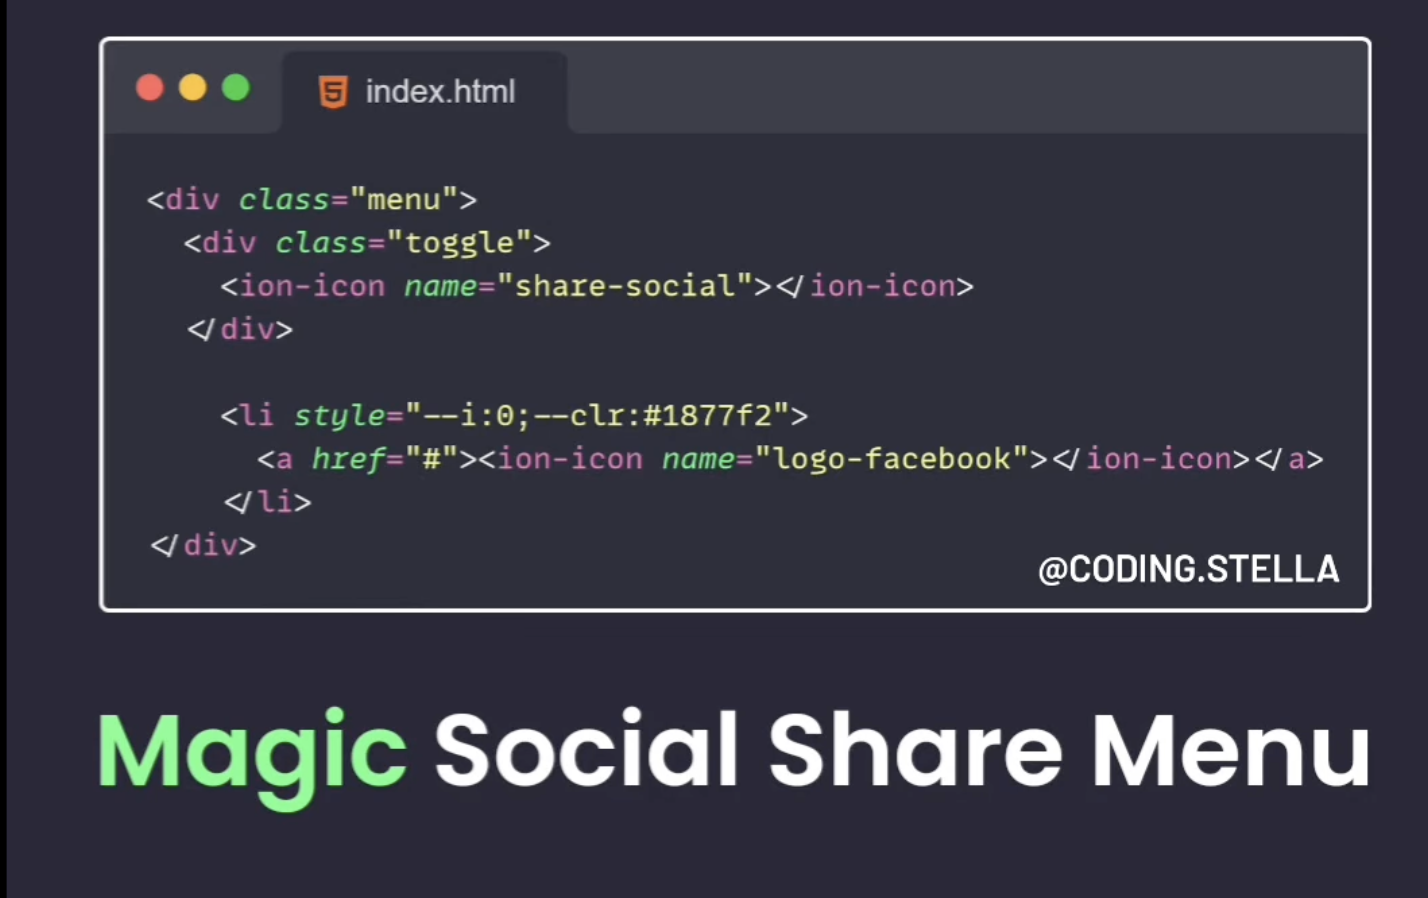 index.html
<div class="menu">
<div class="toggle">
<ion-icon name="share-social"></ion-icon>
</div>
<li style="--i:0;--clr:#1877f2">
<a href="#"><ion-icon name="logo-facebook"></ion-icon></a>
</li>
</div>
@CODING.STELLA
Magic Social Share Menu